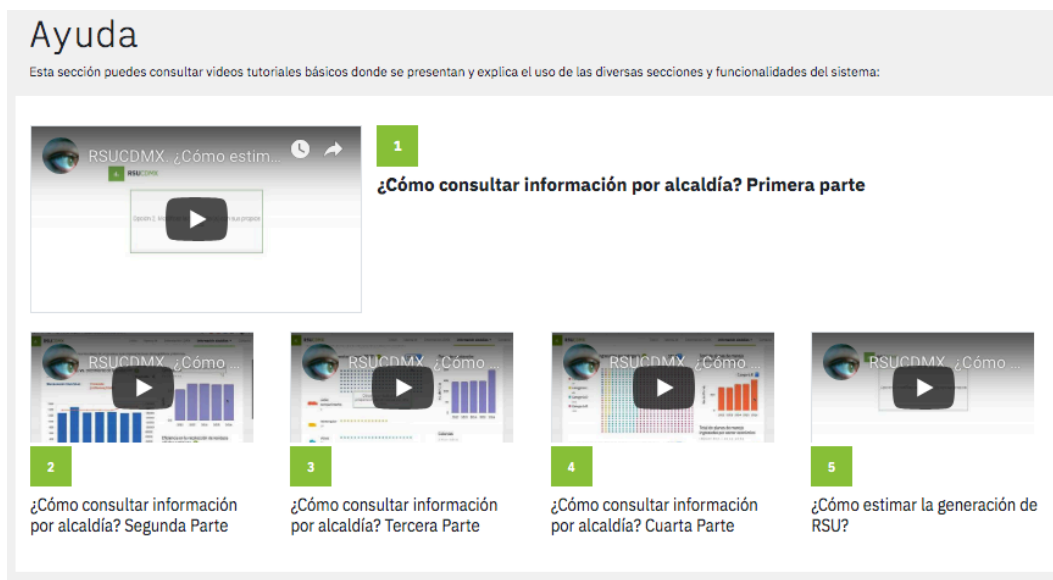 Ayuda
Esta sección puedes consultar videos tutoriales básicos donde se presentan y explica el uso de las diversas secciones y funcionalidades del sistema:
RSUCDMX. ¿Cómo estim...
RSUCDMX
1
¿Cómo consultar información por alcaldía? Primera parte
RSUCDMX. ¿Cómo ...
RSUCDMX. ¿Cómo ...
RSUCDMX. ¿Cómo ...
RSUCDMX. ¿Cómo ...
2
3
4
5
¿Cómo consultar información
por alcaldía? Segunda Parte
¿Cómo consultar información
por alcaldía? Tercera Parte
¿Cómo consultar información
por alcaldía? Cuarta Parte
¿Cómo estimar la generación de
RSU?